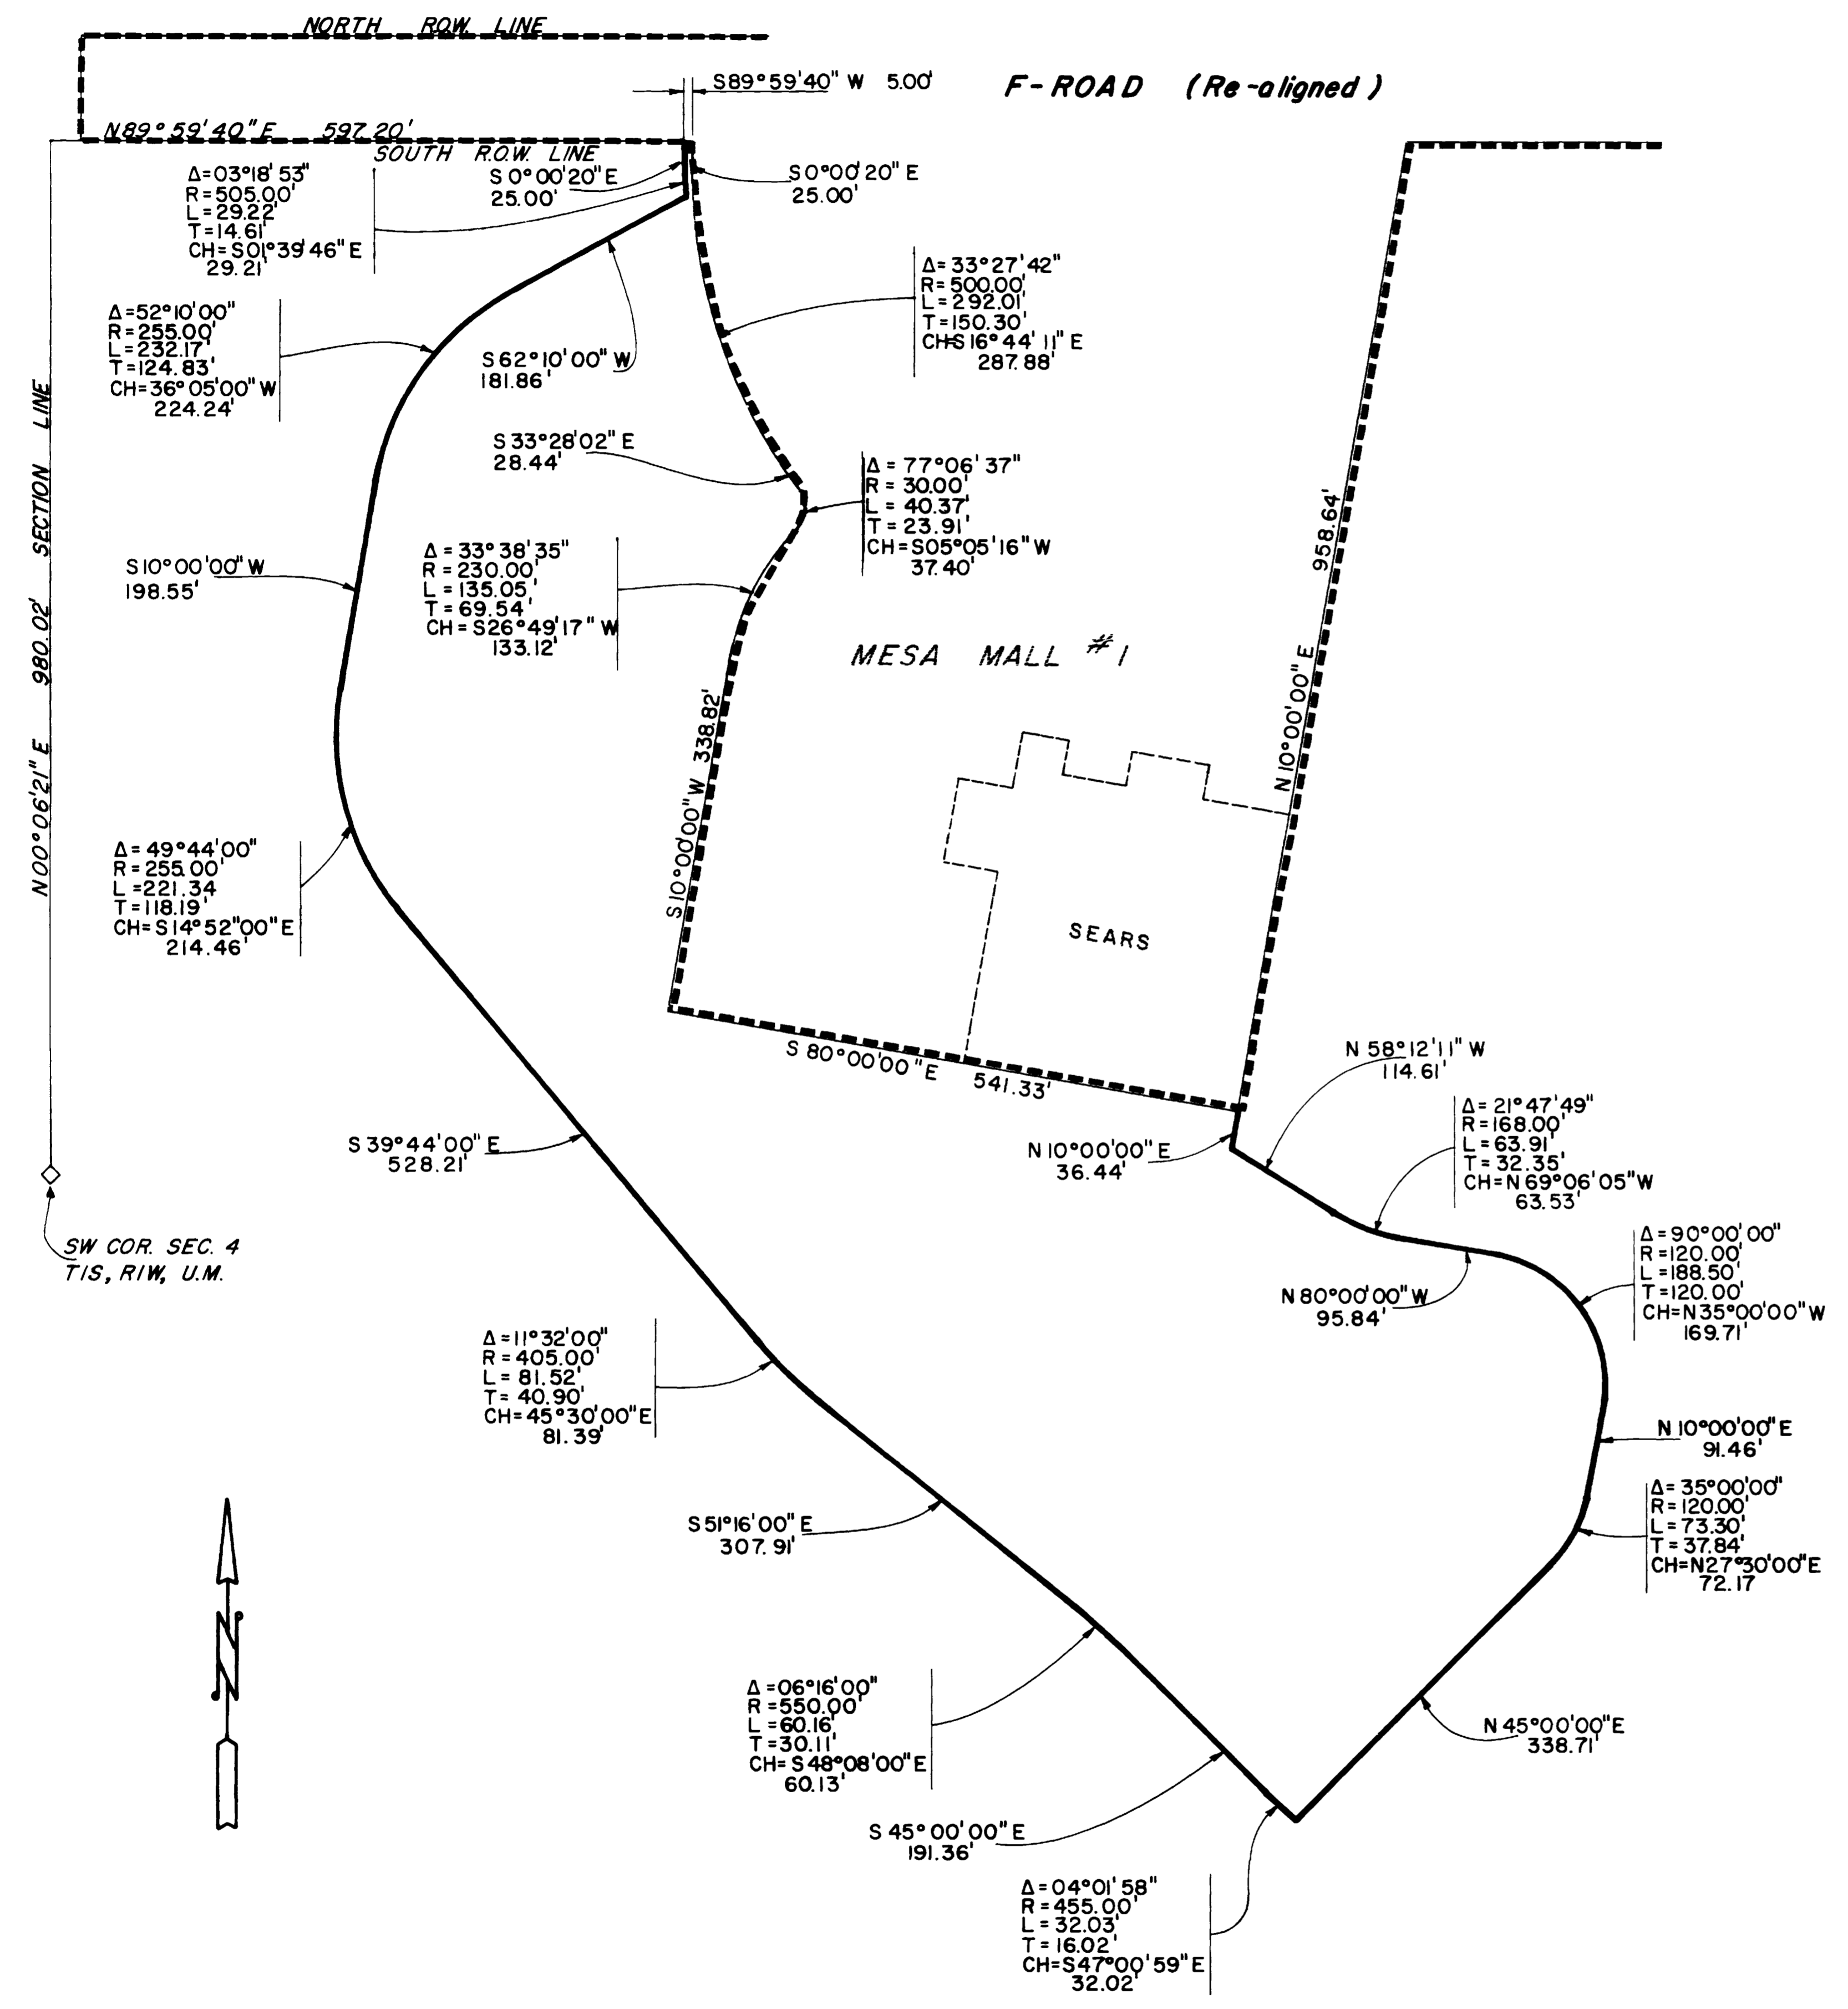 NORTH R.O.W. LINE
S89°59'40" W 5.00'
F-ROAD (Re-aligned)
N89°59'40"E 597.20'
SOUTH R.O.W. LINE
Δ=03°18'53"
R=505.00'
L=29.22'
T=14.61'
CH=S01°39'46"E
29.21'
S0°00'20"E
25.00'
S0°00'20"E
25.00'
Δ=33°27'42"
R=500.00'
L=292.01'
T=150.30'
CH=S16°44'11"E
287.88'
Δ=52°10'00"
R=255.00'
L=232.17'
T=124.83'
CH=36°05'00"W
224.24'
S62°10'00"W
181.86'
S33°28'02"E
28.44'
Δ=77°06'37"
R=30.00'
L=40.37'
T=23.91'
CH=S05°05'16"W
37.40'
N00°06'21"E 980.02' SECTION LINE
S10°00'00"W
198.55'
Δ=33°38'35"
R=230.00'
L=135.05'
T=69.54'
CH=S26°49'17"W
133.12'
MESA MALL #1
N10°00'00"E 958.64'
S10°00'00"W 338.82'
Δ=49°44'00"
R=255.00'
L=221.34
T=118.19'
CH=S14°52"00"E
214.46'
SEARS
S80°00'00"E 541.33'
N58°12'11"W
114.61'
Δ=21°47'49"
R=168.00'
L=63.91'
T=32.35'
CH=N69°06'05"W
63.53'
S39°44'00"E
528.21'
N10°00'00"E
36.44'
SW COR. SEC. 4
T1S, R1W, U.M.
Δ=90°00'00"
R=120.00'
L=188.50'
T=120.00'
CH=N35°00'00"W
169.71'
N80°00'00"W
95.84'
Δ=11°32'00"
R=405.00'
L=81.52'
T=40.90'
CH=45°30'00"E
81.39'
N10°00'00"E
91.46'
Δ=35°00'00"
R=120.00'
L=73.30'
T=37.84'
CH=N27°30'00"E
72.17
S51°16'00"E
307.91'
N
Δ=06°16'00"
R=550.00'
L=60.16'
T=30.11'
CH=S48°08'00"E
60.13'
N45°00'00"E
338.71'
S45°00'00"E
191.36'
Δ=04°01'58"
R=455.00'
L=32.03'
T=16.02'
CH=S47°00'59"E
32.02'